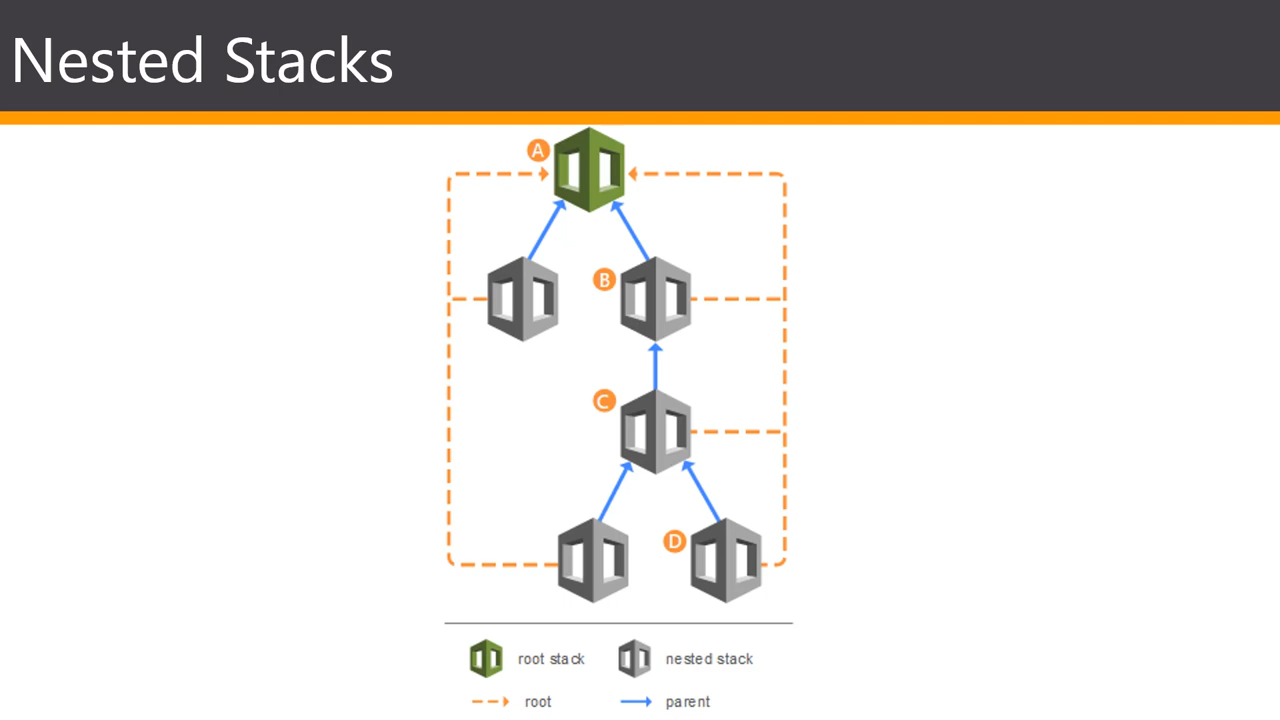 Nested Stacks
A
B
C
D
root stack
nested stack
root
parent